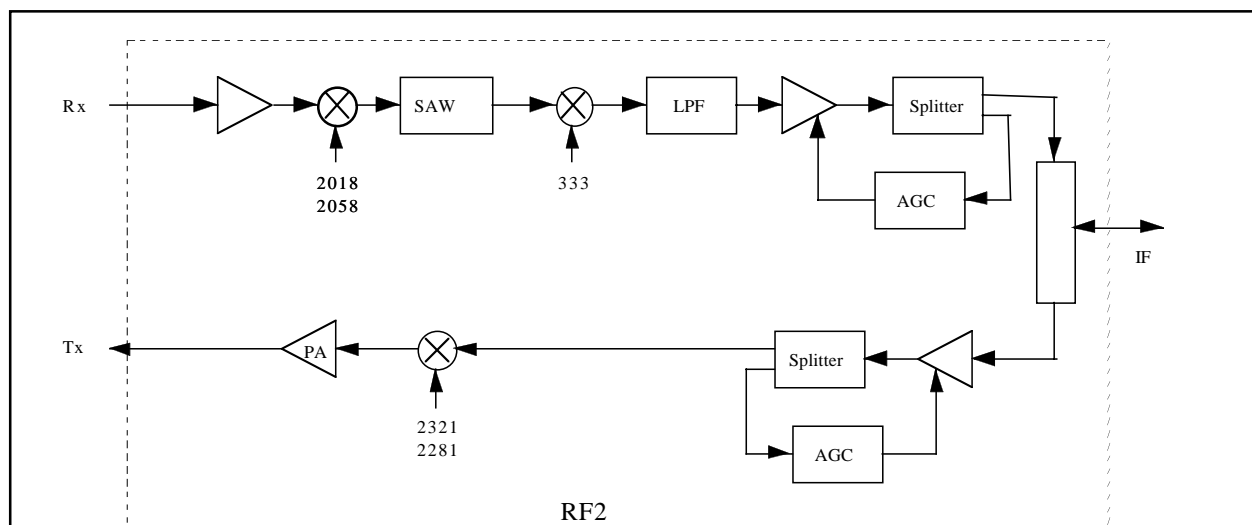 Rx
SAW
LPF
Splitter
2018
2058
333
AGC
IF
Tx
PA
Splitter
2321
2281
AGC
RF2